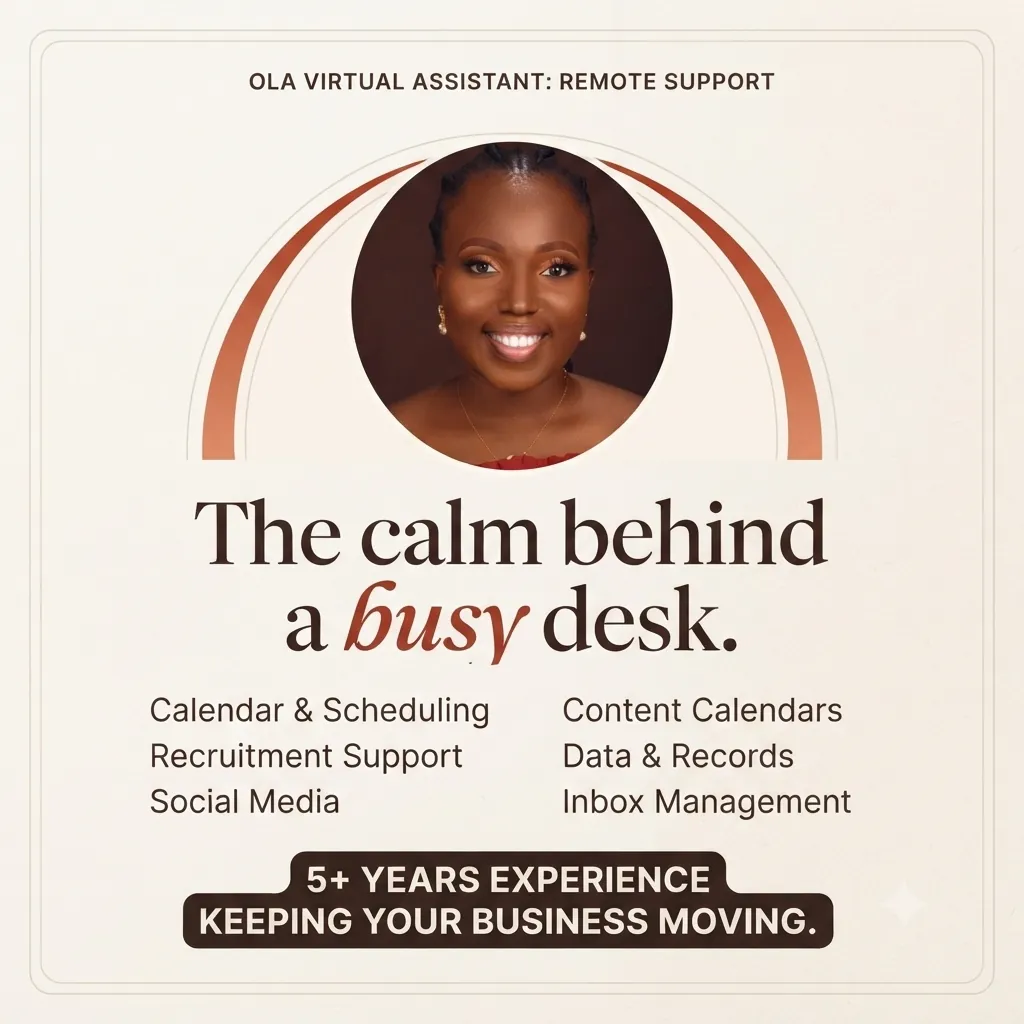 OLA VIRTUAL ASSISTANT: REMOTE SUPPORT
The calm behind
a busy desk.
Calendar & Scheduling
Recruitment Support
Social Media
Content Calendars
Data & Records
Inbox Management
5+ YEARS EXPERIENCE
KEEPING YOUR BUSINESS MOVING.